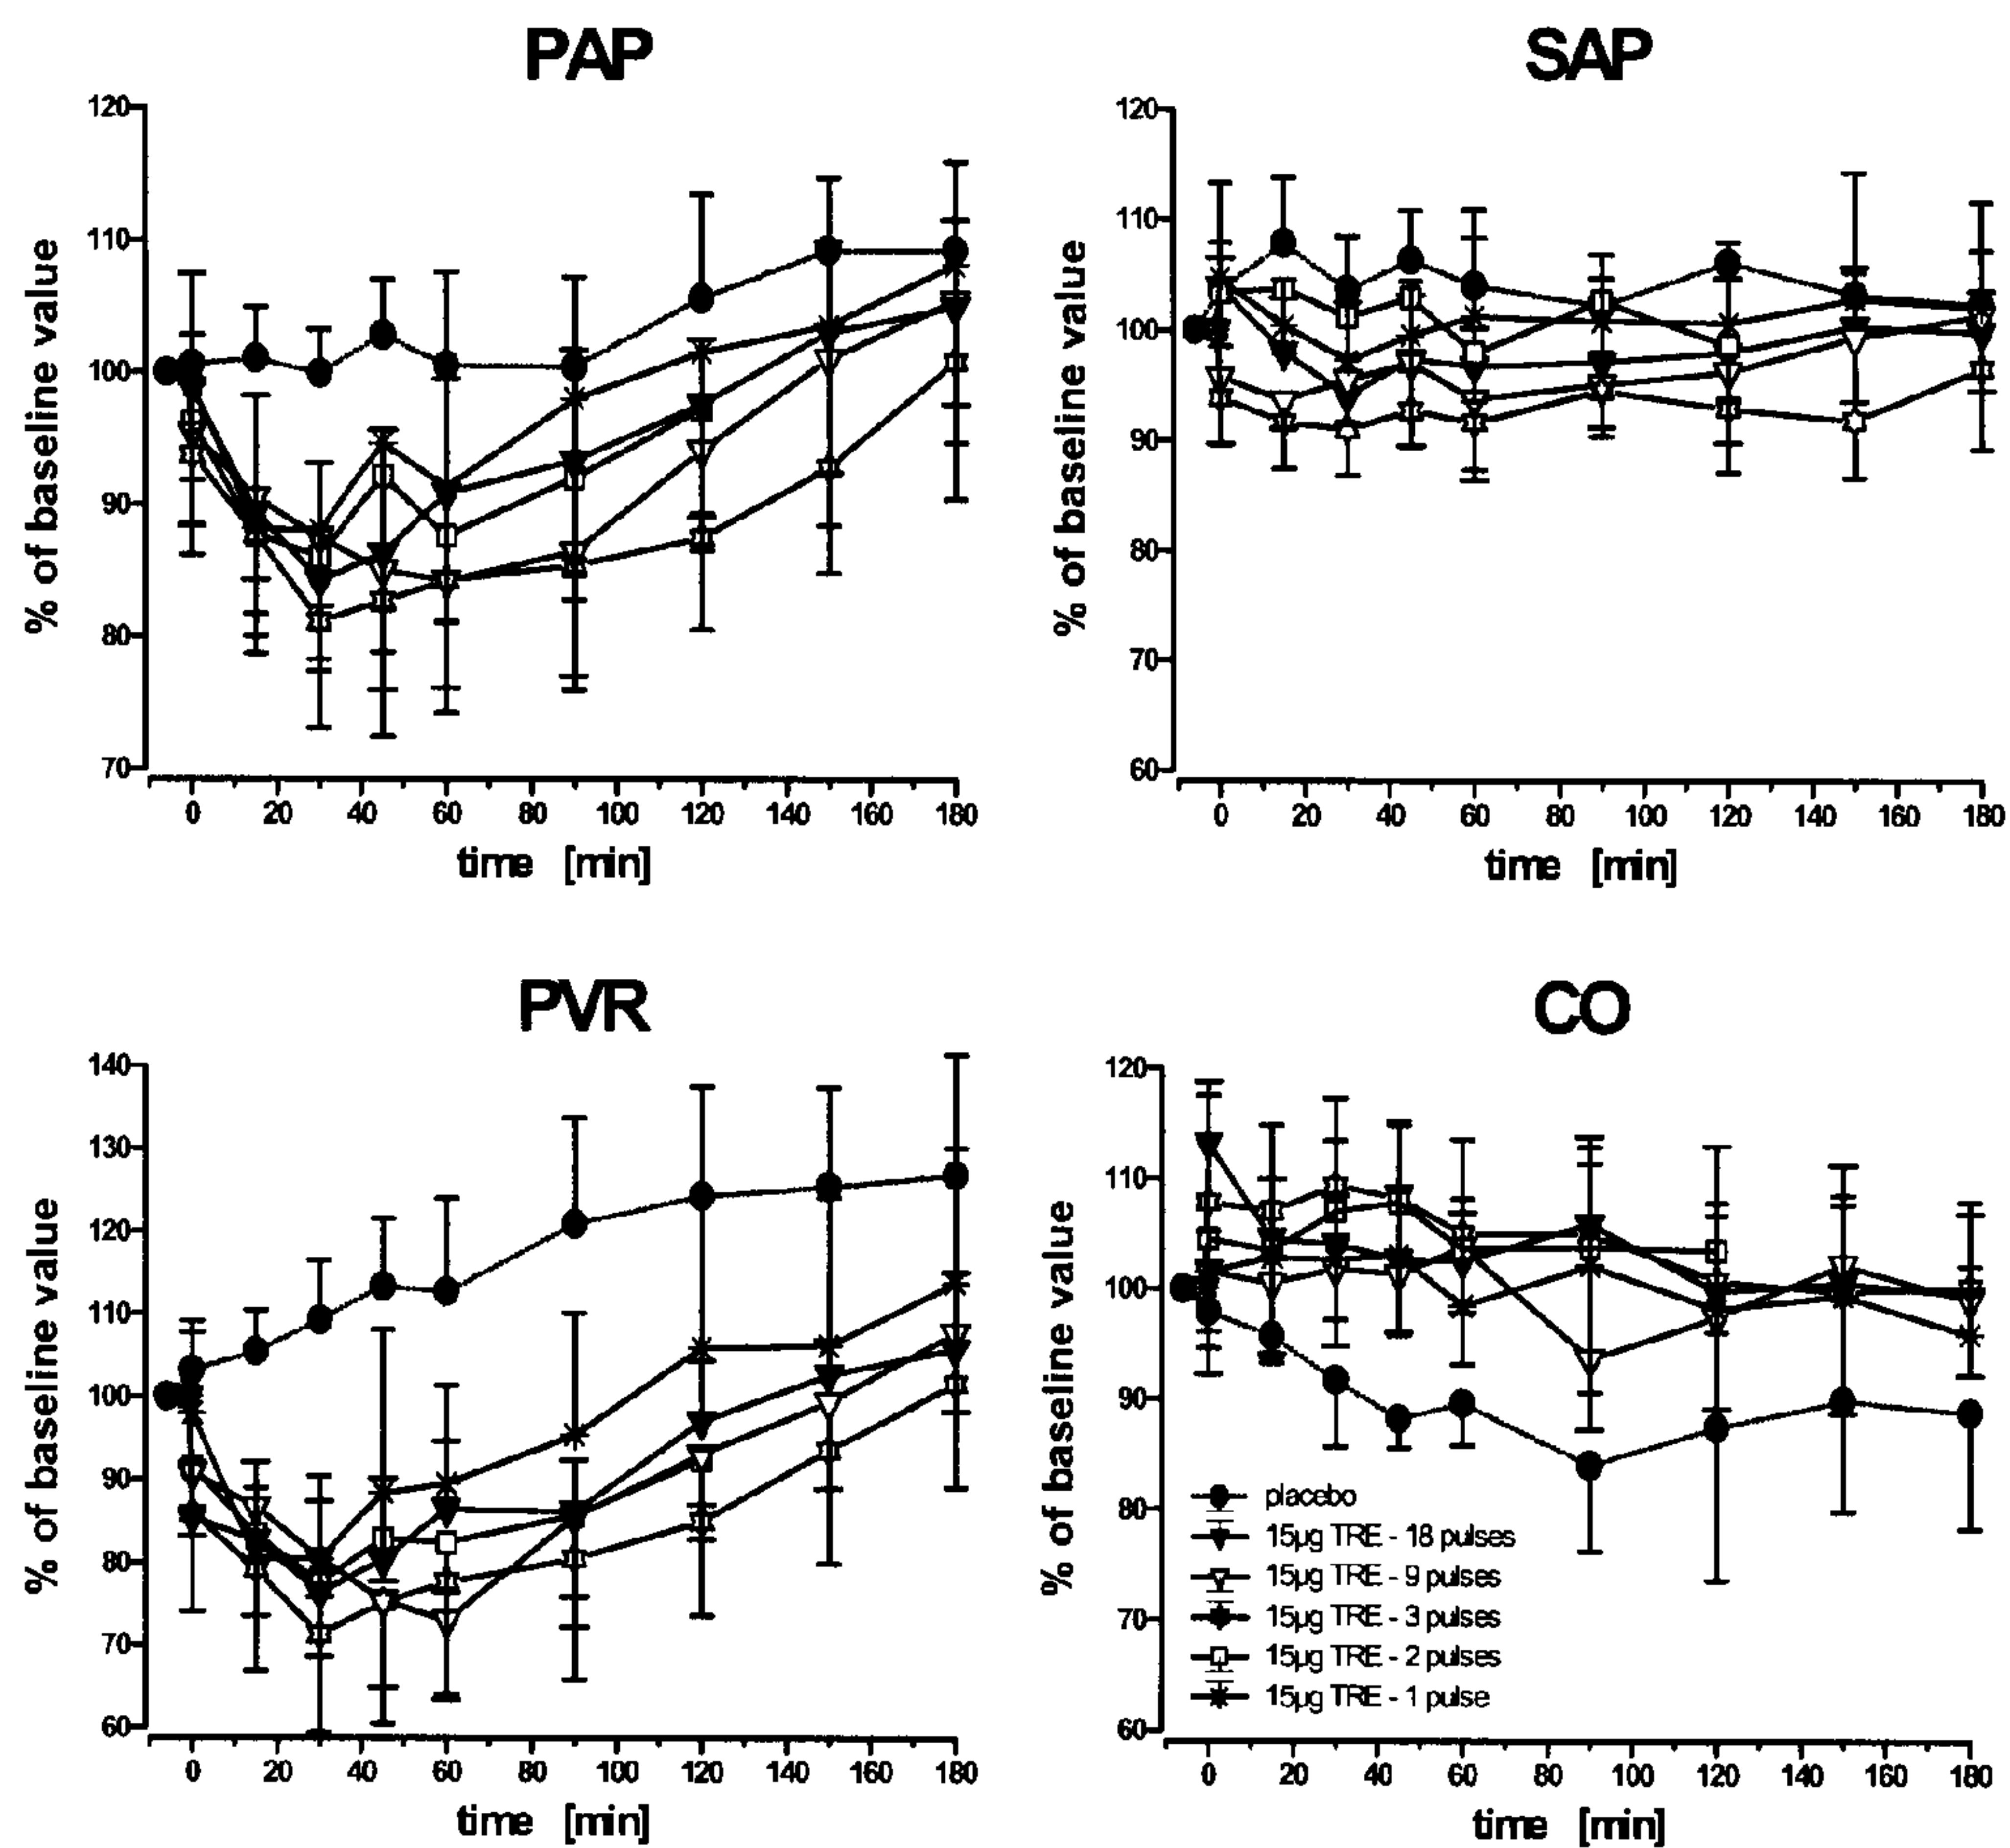 PAP
120
110
100
90
80
70
% of baseline value
0 20 40 60 80 100 120 140 160 180
time [min]
SAP
120
110
100
90
80
70
60
% of baseline value
0 20 40 60 80 100 120 140 160 180
time [min]
PVR
140
130
120
110
100
90
80
70
60
% of baseline value
0 20 40 60 80 100 120 140 160 180
time [min]
CO
120
110
100
90
80
70
60
% of baseline value
placebo
15µg TRE - 18 pulses
15µg TRE - 9 pulses
15µg TRE - 3 pulses
15µg TRE - 2 pulses
15µg TRE - 1 pulse
0 20 40 60 80 100 120 140 160 180
time [min]